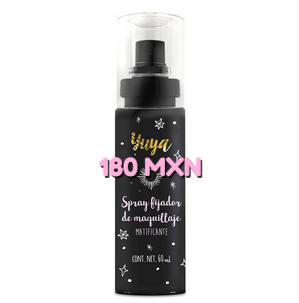 Yuya
180 MXN
Spray fijador
de maquillaje
MATIFICANTE
CONT. NET. 60 mL